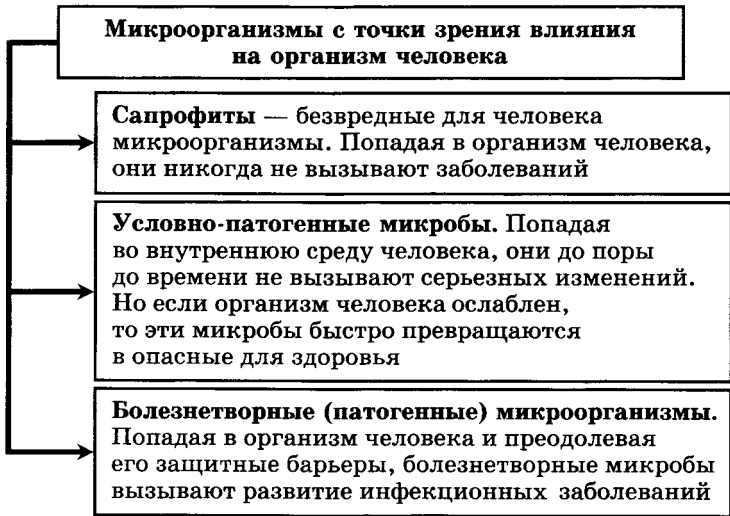 Микроорганизмы с точки зрения влияния
на организм человека
Сапрофиты — безвредные для человека
микроорганизмы. Попадая в организм человека,
они никогда не вызывают заболеваний
Условно-патогенные микробы. Попадая
во внутреннюю среду человека, они до поры
до времени не вызывают серьезных изменений.
Но если организм человека ослаблен,
то эти микробы быстро превращаются
в опасные для здоровья
Болезнетворные (патогенные) микроорганизмы.
Попадая в организм человека и преодолевая
его защитные барьеры, болезнетворные микробы
вызывают развитие инфекционных заболеваний